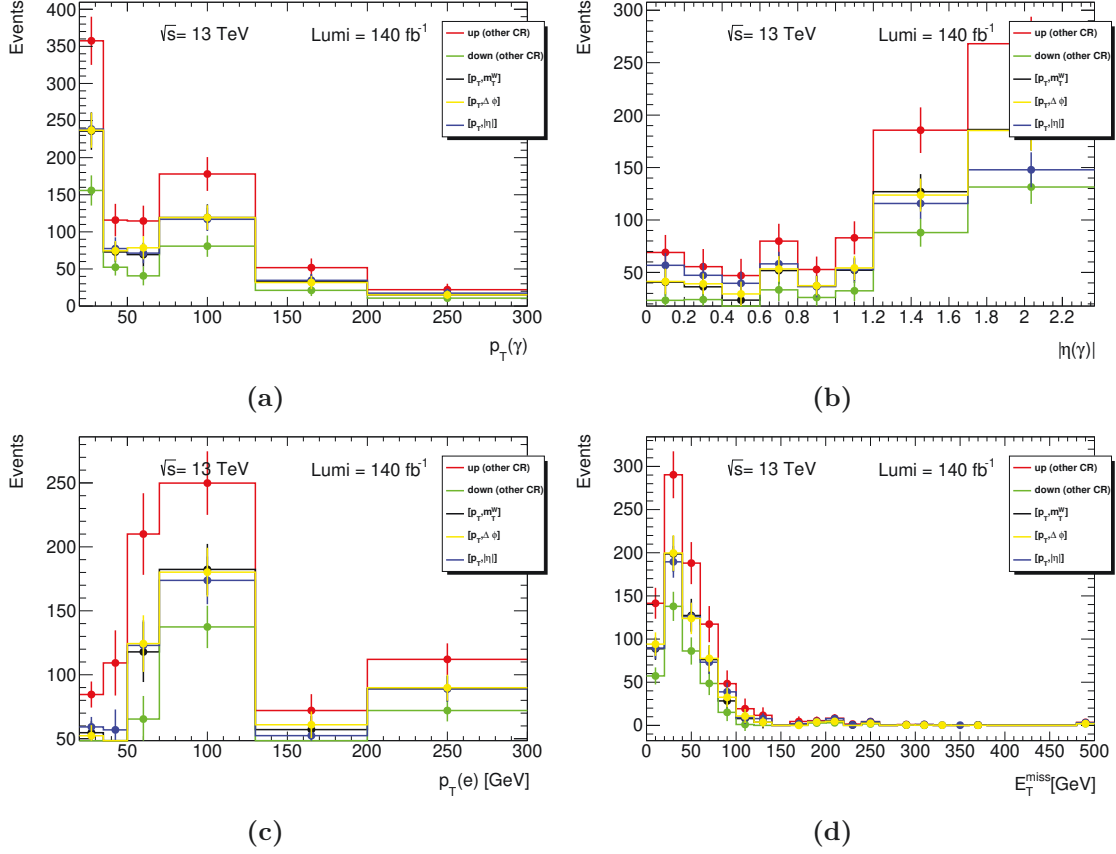 Events
400
350
300
250
200
150
100
50
0
√s= 13 TeV
Lumi = 140 fb⁻¹
up (other CR)
down (other CR)
[p_T,m_T^W]
[p_T,Δ ϕ]
[p_T,|η|]
50 100 150 200 250 300
p_T(γ)
(a)
Events
300
250
200
150
100
50
0
√s= 13 TeV
Lumi = 140 fb⁻¹
up (other CR)
down (other CR)
[p_T,m_T^W]
[p_T,Δ ϕ]
[p_T,|η|]
0 0.2 0.4 0.6 0.8 1 1.2 1.4 1.6 1.8 2 2.2
|η(γ)|
(b)
Events
250
200
150
100
50
√s= 13 TeV
Lumi = 140 fb⁻¹
up (other CR)
down (other CR)
[p_T,m_T^W]
[p_T,Δ ϕ]
[p_T,|η|]
50 100 150 200 250 300
p_T(e) [GeV]
(c)
Events
300
250
200
150
100
50
0
√s= 13 TeV
Lumi = 140 fb⁻¹
up (other CR)
down (other CR)
[p_T,m_T^W]
[p_T,Δ ϕ]
[p_T,|η|]
0 50 100 150 200 250 300 350 400 450 500
E_T^miss[GeV]
(d)